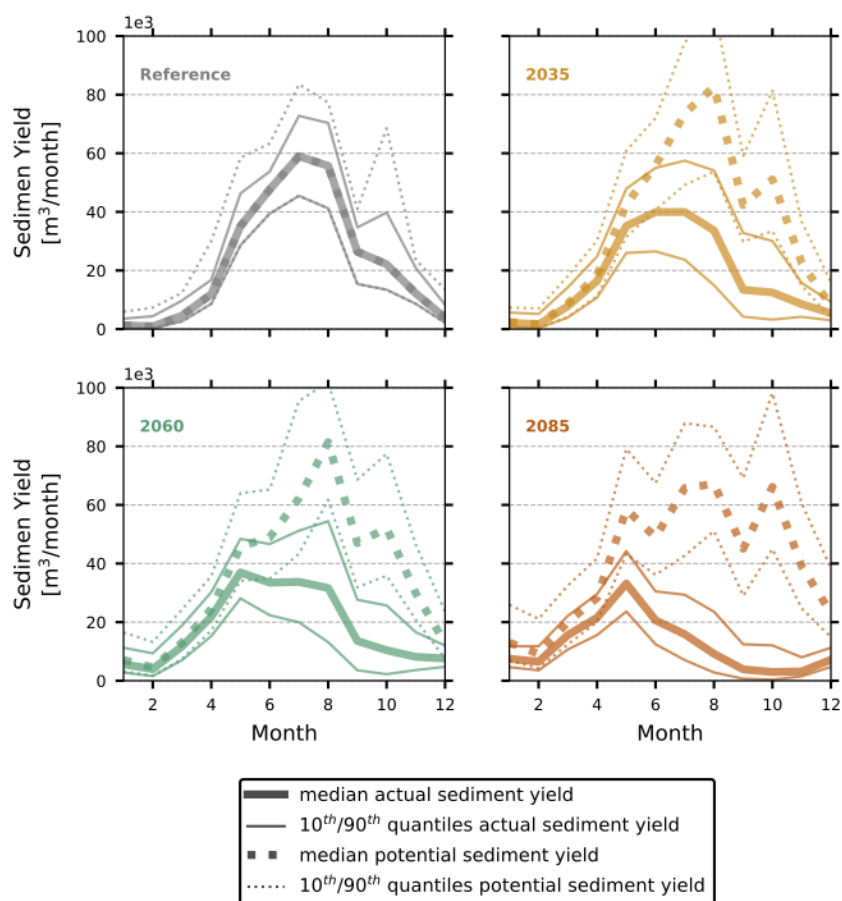 1e3
100
80
60
40
20
0
Sedimen Yield
[m³/month]
Reference
2035
1e3
100
80
60
40
20
0
Sedimen Yield
[m³/month]
2060
2085
2 4 6 8 10 12
Month
2 4 6 8 10 12
Month
median actual sediment yield
10ᵗʰ/90ᵗʰ quantiles actual sediment yield
median potential sediment yield
10ᵗʰ/90ᵗʰ quantiles potential sediment yield